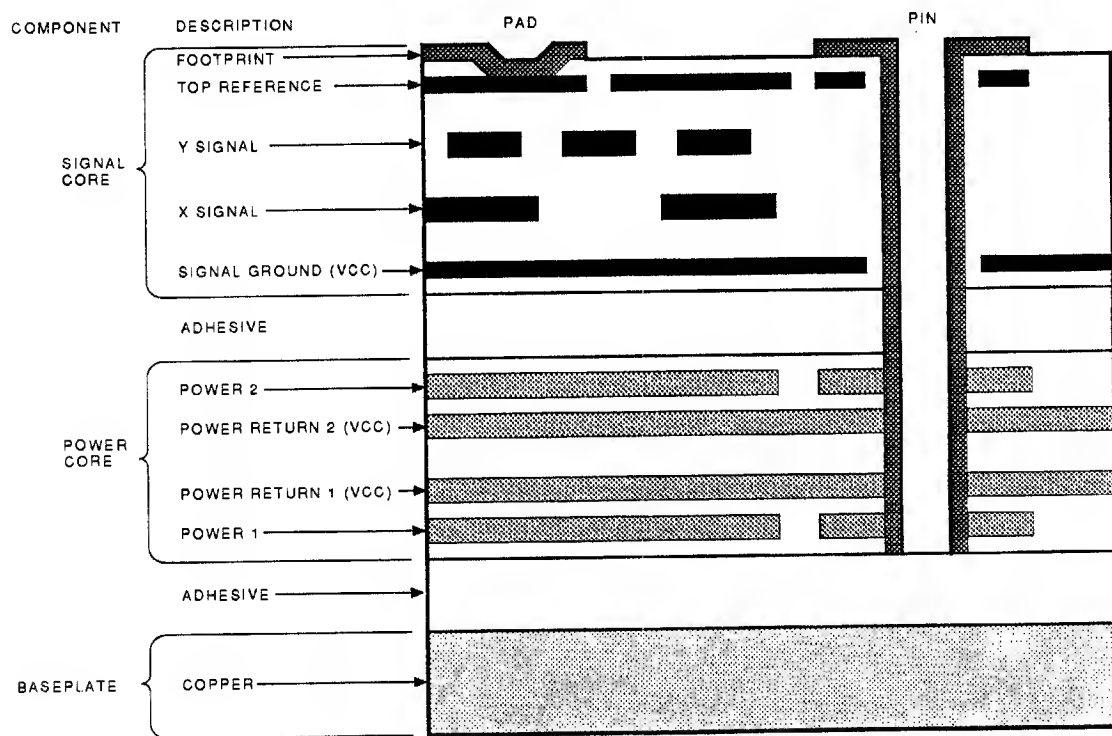 COMPONENT DESCRIPTION PAD PIN
FOOTPRINT
TOP REFERENCE
Y SIGNAL
SIGNAL CORE
X SIGNAL
SIGNAL GROUND (VCC)
ADHESIVE
POWER 2
POWER RETURN 2 (VCC)
POWER CORE
POWER RETURN 1 (VCC)
POWER 1
ADHESIVE
BASEPLATE COPPER